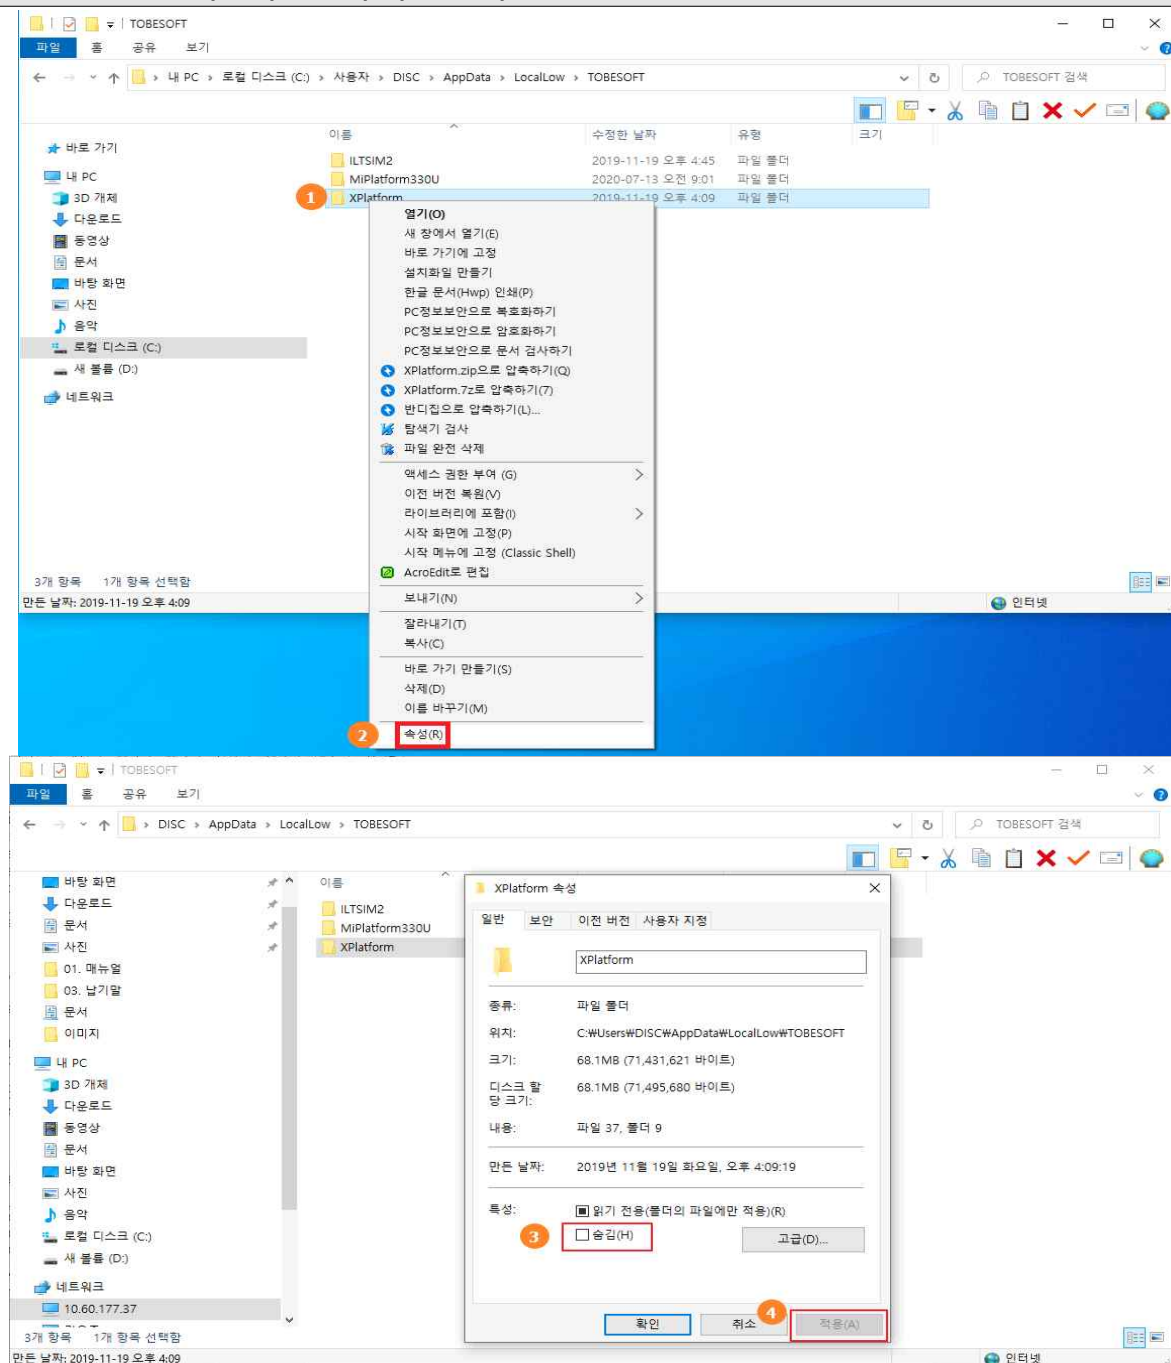 TOBESOFT
파일 홈 공유 보기
내 PC > 로컬 디스크 (C:) > 사용자 > DISC > AppData > LocalLow > TOBESOFT
TOBESOFT 검색
이름 수정한 날짜 유형 크기
바로 가기
내 PC
3D 개체
다운로드
동영상
문서
바탕 화면
사진
음악
로컬 디스크 (C:)
새 볼륨 (D:)
네트워크
ILTSIM2 2019-11-19 오후 4:45 파일 폴더
MiPlatform330U 2020-07-13 오전 9:01 파일 폴더
1 XPlatform 2019-11-19 오후 4:09 파일 폴더
열기(O)
새 창에서 열기(E)
바로 가기에 고정
설치화일 만들기
한글 문서(Hwp) 인쇄(P)
PC정보보안으로 복호화하기
PC정보보안으로 암호화하기
PC정보보안으로 문서 검사하기
XPlatform.zip으로 압축하기(Q)
XPlatform.7z로 압축하기(7)
반디집으로 압축하기(L)...
탐색기 검사
파일 완전 삭제
액세스 권한 부여 (G)
이전 버전 복원(V)
라이브러리에 포함(I)
시작 화면에 고정(P)
시작 메뉴에 고정 (Classic Shell)
AcroEdit로 편집
보내기(N)
잘라내기(T)
복사(C)
바로 가기 만들기(S)
삭제(D)
이름 바꾸기(M)
2 속성(R)
3개 항목 1개 항목 선택함
만든 날짜: 2019-11-19 오후 4:09
인터넷
TOBESOFT
파일 홈 공유 보기
DISC > AppData > LocalLow > TOBESOFT
TOBESOFT 검색
바탕 화면
다운로드
문서
사진
01. 매뉴얼
03. 납기말
문서
이미지
내 PC
3D 개체
다운로드
동영상
문서
바탕 화면
사진
음악
로컬 디스크 (C:)
새 볼륨 (D:)
네트워크
10.60.177.37
이름
ILTSIM2
MiPlatform330U
XPlatform
XPlatform 속성
일반 보안 이전 버전 사용자 지정
XPlatform
종류: 파일 폴더
위치: C:₩Users₩DISC₩AppData₩LocalLow₩TOBESOFT
크기: 68.1MB (71,431,621 바이트)
디스크 할
당 크기: 68.1MB (71,495,680 바이트)
내용: 파일 37, 폴더 9
만든 날짜: 2019년 11월 19일 화요일, 오후 4:09:19
특성: 읽기 전용(폴더의 파일에만 적용)(R)
3 숨김(H)
고급(D)...
확인 취소 4 적용(A)
3개 항목 1개 항목 선택함
만든 날짜: 2019-11-19 오후 4:09
인터넷